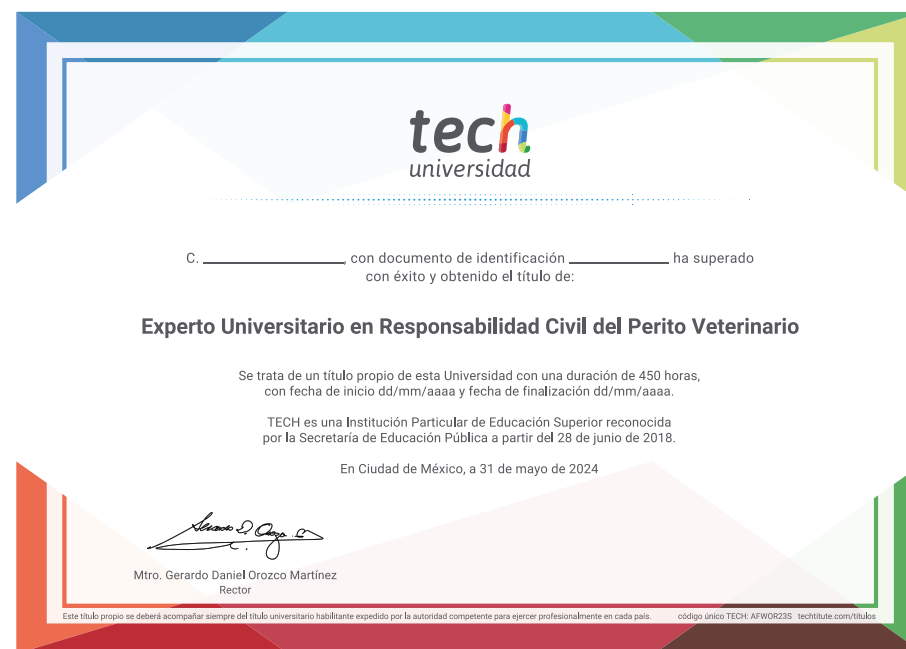 tech
universidad
C. ____________, con documento de identificación ____________ ha superado
con éxito y obtenido el título de:
Experto Universitario en Responsabilidad Civil del Perito Veterinario
Se trata de un título propio de esta Universidad con una duración de 450 horas,
con fecha de inicio dd/mm/aaaa y fecha de finalización dd/mm/aaaa.
TECH es una Institución Particular de Educación Superior reconocida
por la Secretaría de Educación Pública a partir del 28 de junio de 2018.
En Ciudad de México, a 31 de mayo de 2024
Mtro. Gerardo Daniel Orozco Martínez
Rector
Este título propio se deberá acompañar siempre del título universitario habilitante expedido por la autoridad competente para ejercer profesionalmente en cada país. código único TECH: AFWOR23S techtitute.com/titulos